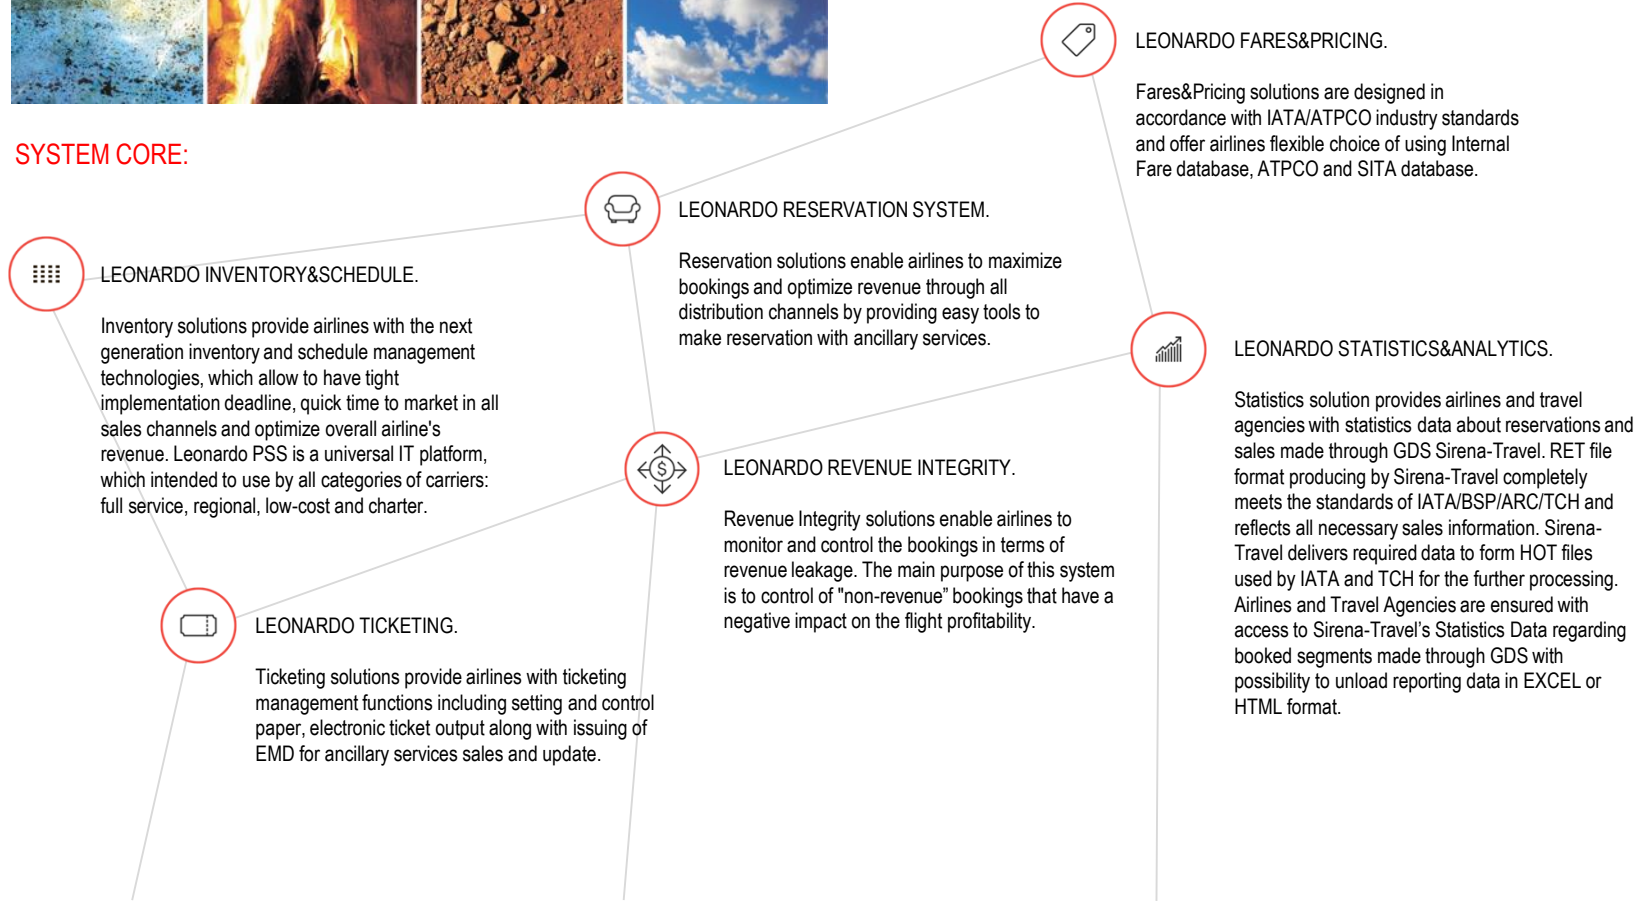 SYSTEM CORE:
LEONARDO INVENTORY&SCHEDULE.
Inventory solutions provide airlines with the next
generation inventory and schedule management
technologies, which allow to have tight
implementation deadline, quick time to market in all
sales channels and optimize overall airline's
revenue. Leonardo PSS is a universal IT platform,
which intended to use by all categories of carriers:
full service, regional, low-cost and charter.
LEONARDO TICKETING.
Ticketing solutions provide airlines with ticketing
management functions including setting and control
paper, electronic ticket output along with issuing of
EMD for ancillary services sales and update.
LEONARDO RESERVATION SYSTEM.
Reservation solutions enable airlines to maximize
bookings and optimize revenue through all
distribution channels by providing easy tools to
make reservation with ancillary services.
LEONARDO REVENUE INTEGRITY.
Revenue Integrity solutions enable airlines to
monitor and control the bookings in terms of
revenue leakage. The main purpose of this system
is to control of "non-revenue” bookings that have a
negative impact on the flight profitability.
LEONARDO FARES&PRICING.
Fares&Pricing solutions are designed in
accordance with IATA/ATPCO industry standards
and offer airlines flexible choice of using Internal
Fare database, ATPCO and SITA database.
LEONARDO STATISTICS&ANALYTICS.
Statistics solution provides airlines and travel
agencies with statistics data about reservations and
sales made through GDS Sirena-Travel. RET file
format producing by Sirena-Travel completely
meets the standards of IATA/BSP/ARC/TCH and
reflects all necessary sales information. Sirena-
Travel delivers required data to form HOT files
used by IATA and TCH for the further processing.
Airlines and Travel Agencies are ensured with
access to Sirena-Travel’s Statistics Data regarding
booked segments made through GDS with
possibility to unload reporting data in EXCEL or
HTML format.